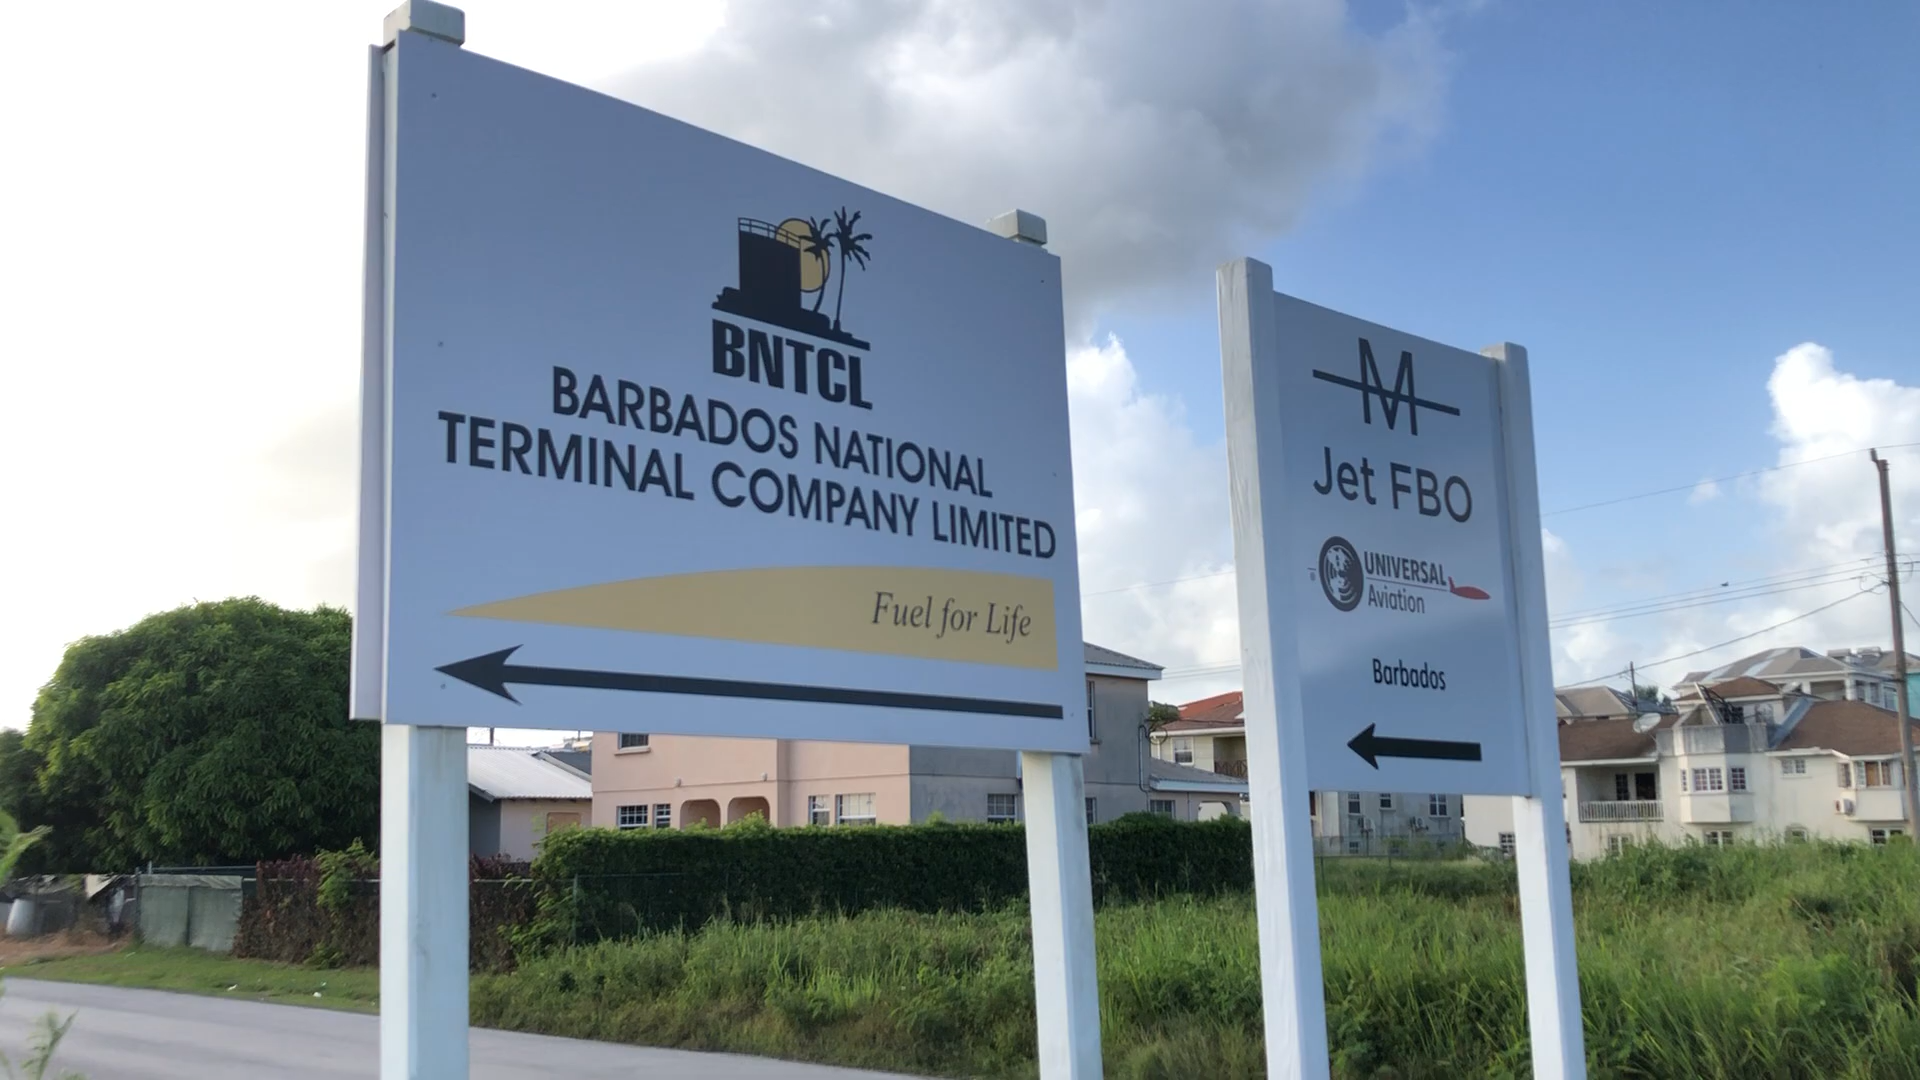 BNTCL
BARBADOS NATIONAL
TERMINAL COMPANY LIMITED
Fuel for Life
M
Jet FBO
UNIVERSAL
Aviation
Barbados